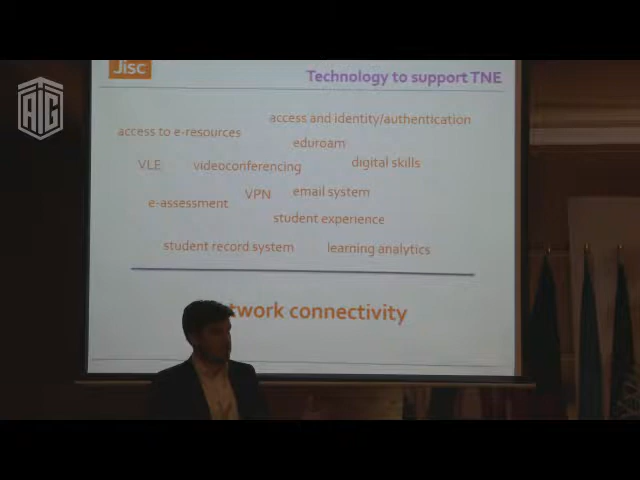 Jisc
Technology to support TNE
AIG
access and identity/authentication
access to e-resources
eduroam
VLE
videoconferencing
digital skills
VPN
email system
e-assessment
student experience
student record system
learning analytics
twork connectivity